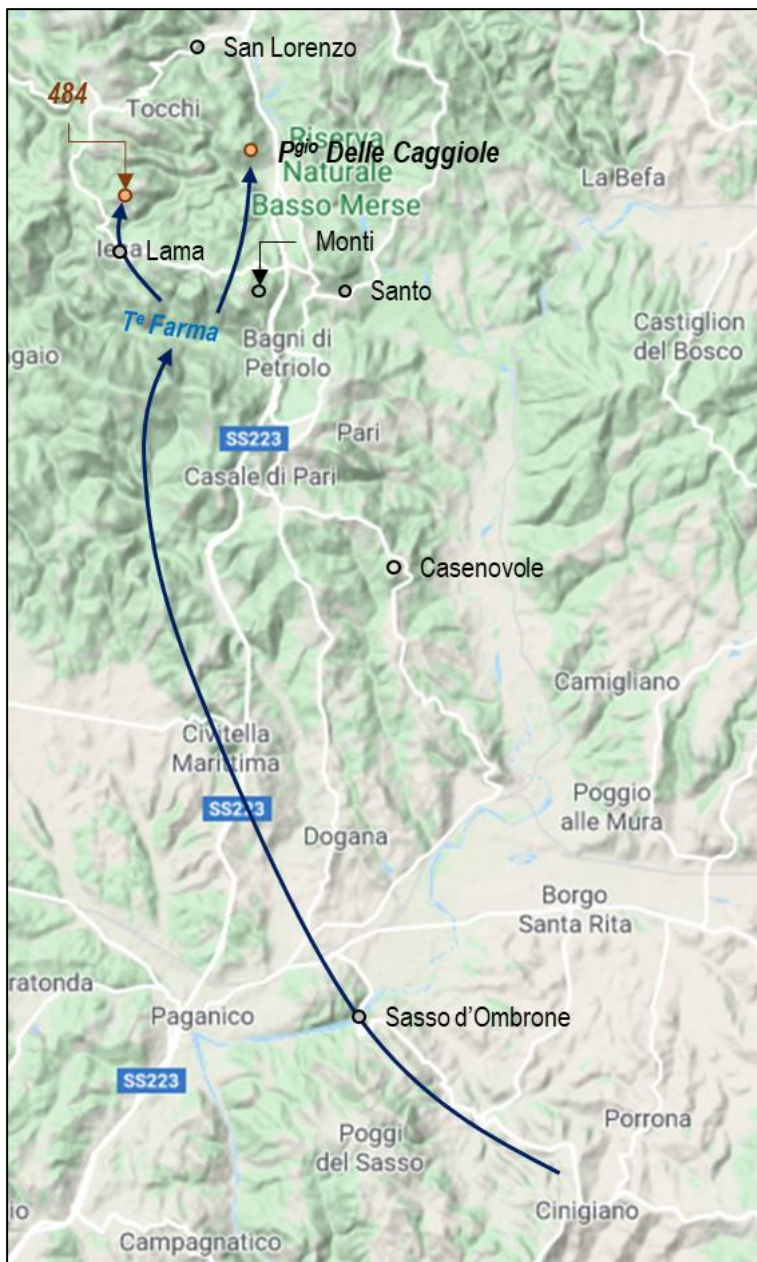 San Lorenzo
484
Tocchi
Pgio Delle Caggiole
Riserva
Naturale
Basso Merse
La Befa
Lama
Monti
Santo
Te Farma
Bagni di
Petriolo
Castiglion
del Bosco
ngaio
SS223
Pari
Casale di Pari
Casenovole
Camigliano
Civitella
Marittima
SS223
Poggio
alle Mura
Dogana
Borgo
Santa Rita
ratonda
Paganico
Sasso d'Ombrone
SS223
Porrona
Poggi
del Sasso
Cinigiano
io
Campagnatico